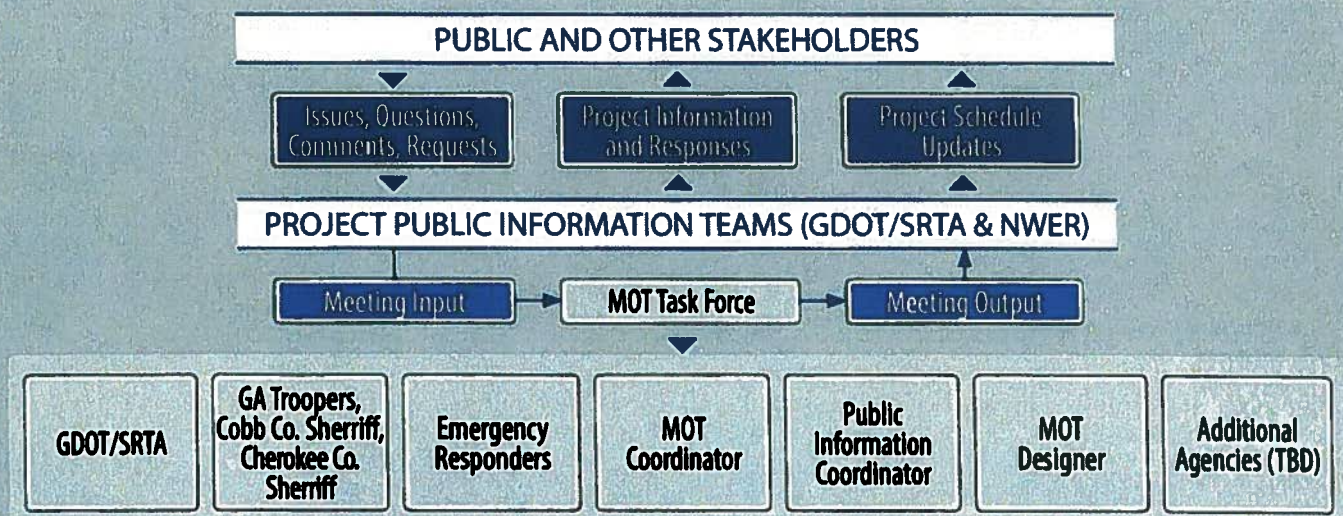 PUBLIC AND OTHER STAKEHOLDERS
Issues, Questions,
Comments, Requests
Project Information
and Responses
Project Schedule
Updates
PROJECT PUBLIC INFORMATION TEAMS (GDOT/SRTA & NWER)
Meeting Input
MOT Task Force
Meeting Output
GDOT/SRTA
GA Troopers,
Cobb Co. Sherriff,
Cherokee Co.
Sherriff
Emergency
Responders
MOT
Coordinator
Public
Information
Coordinator
MOT
Designer
Additional
Agencies (TBD)